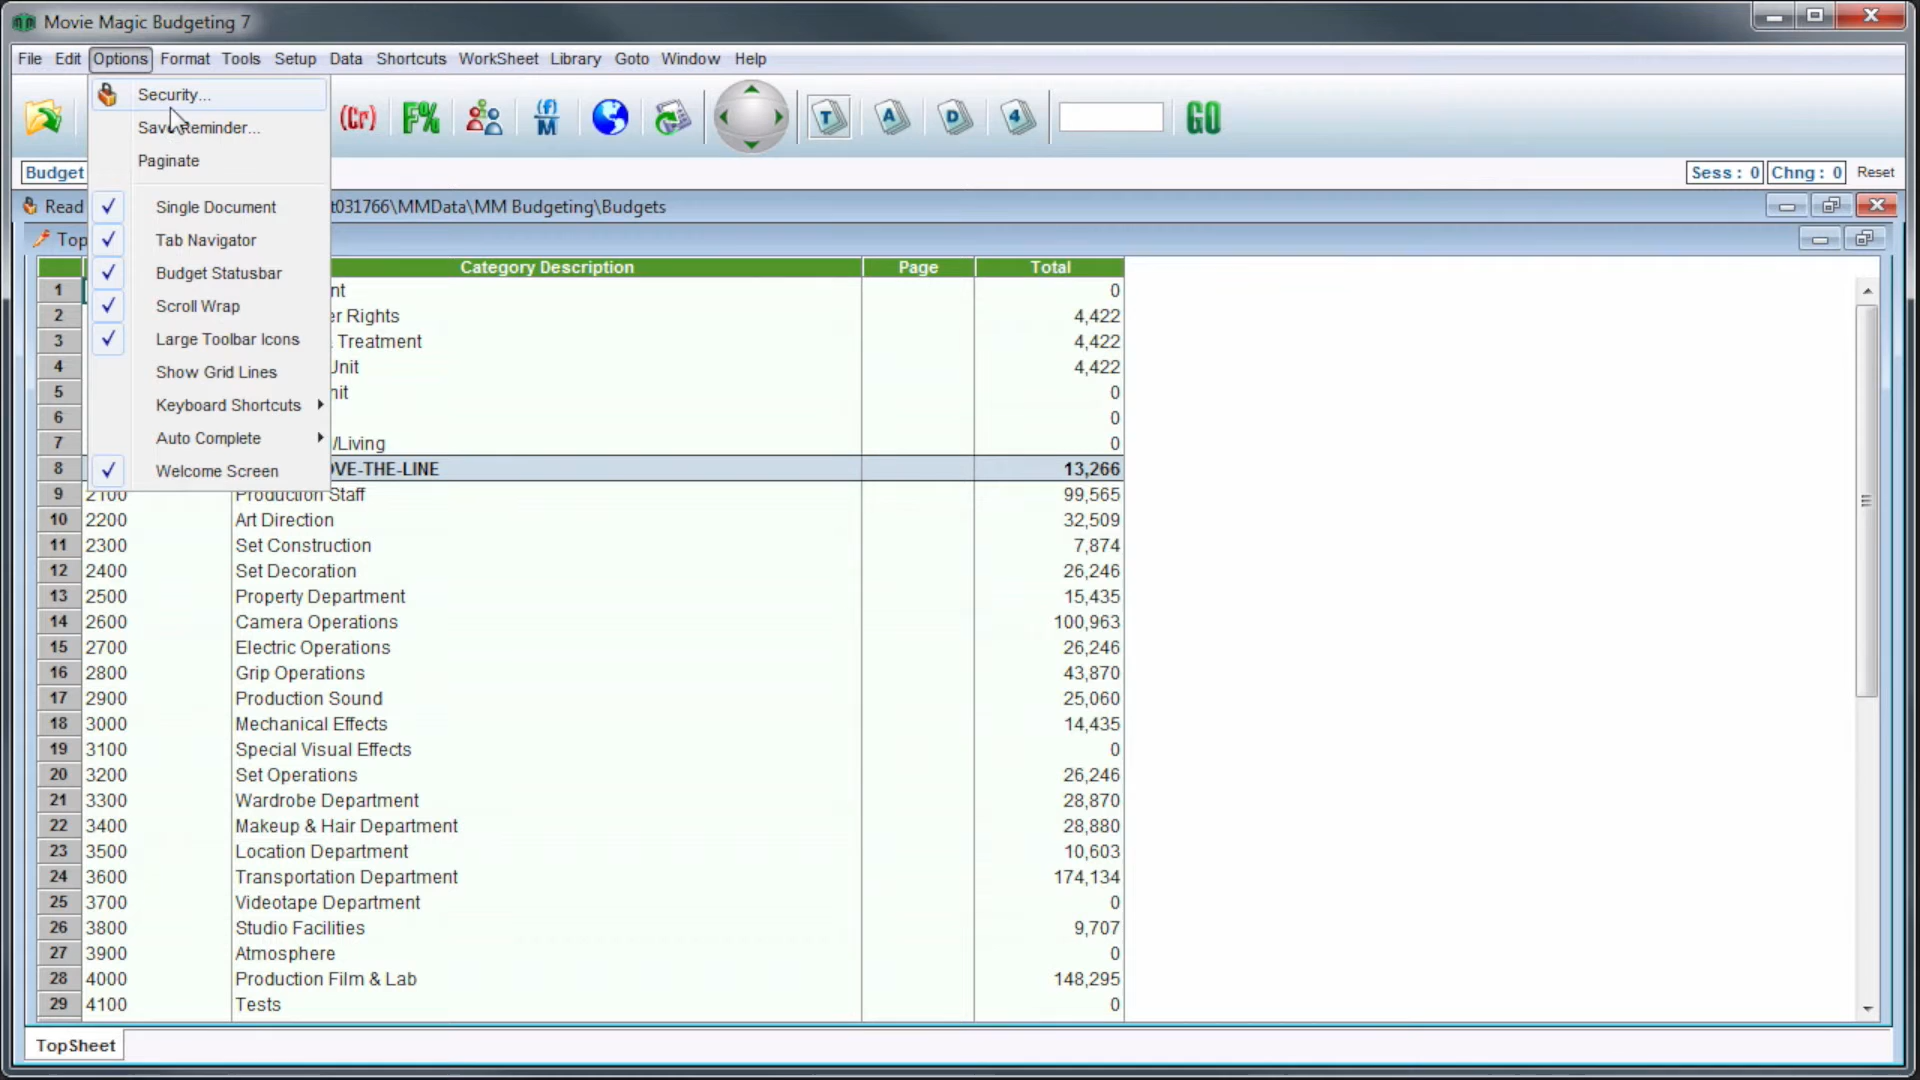 Movie Magic Budgeting 7
File Edit Options Format Tools Setup Data Shortcuts WorkSheet Library Goto Window Help
Security...
Save Reminder...
Paginate
Single Document
Tab Navigator
Budget Statusbar
Scroll Wrap
Large Toolbar Icons
Show Grid Lines
Keyboard Shortcuts
Auto Complete
Welcome Screen
(Cr) F% (f) M T A D 4 GO
Budget Sess: 0 Chng: 0 Reset
Read t031766\MMData\MM Budgeting\Budgets
Top
Category Description Page Total
1 nt 0
2 er Rights 4,422
3 Treatment 4,422
4 Unit 4,422
5 nit 0
6 0
7 /Living 0
8 OVE-THE-LINE 13,266
9 2100 Production Staff 99,565
10 2200 Art Direction 32,509
11 2300 Set Construction 7,874
12 2400 Set Decoration 26,246
13 2500 Property Department 15,435
14 2600 Camera Operations 100,963
15 2700 Electric Operations 26,246
16 2800 Grip Operations 43,870
17 2900 Production Sound 25,060
18 3000 Mechanical Effects 14,435
19 3100 Special Visual Effects 0
20 3200 Set Operations 26,246
21 3300 Wardrobe Department 28,870
22 3400 Makeup & Hair Department 28,880
23 3500 Location Department 10,603
24 3600 Transportation Department 174,134
25 3700 Videotape Department 0
26 3800 Studio Facilities 9,707
27 3900 Atmosphere 0
28 4000 Production Film & Lab 148,295
29 4100 Tests 0
TopSheet